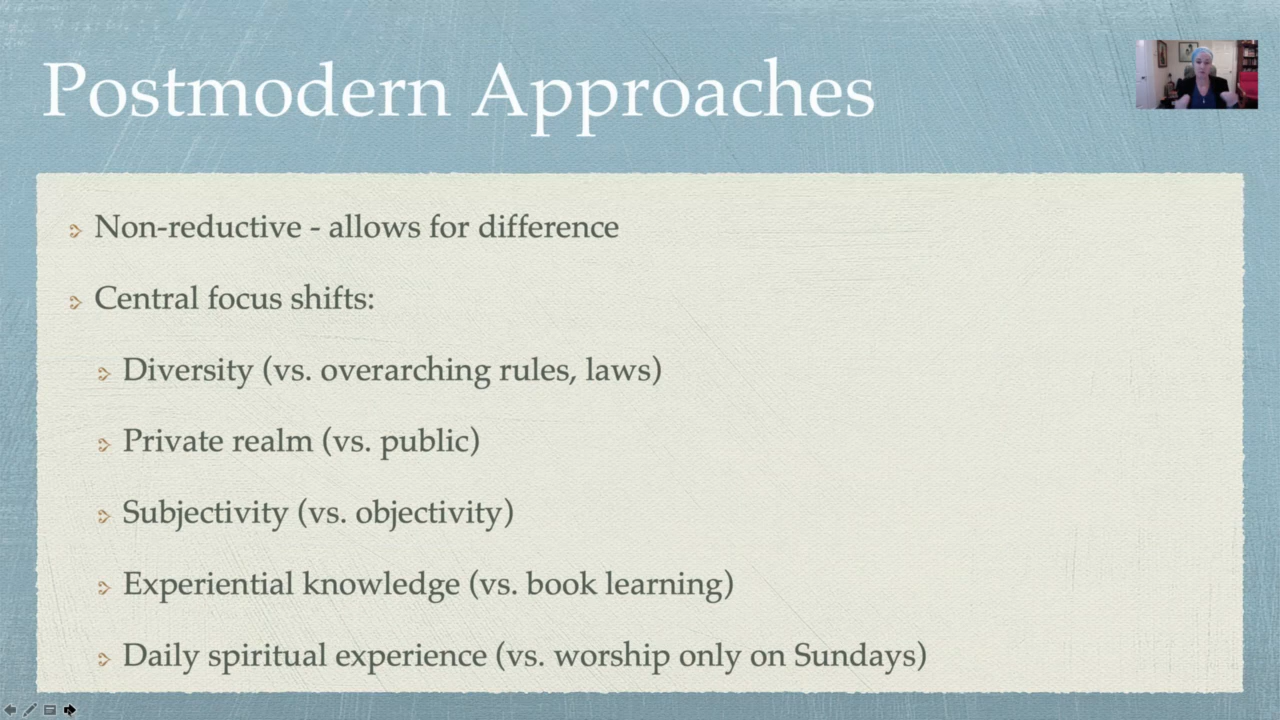 Postmodern Approaches
Non-reductive - allows for difference
Central focus shifts:
Diversity (vs. overarching rules, laws)
Private realm (vs. public)
Subjectivity (vs. objectivity)
Experiential knowledge (vs. book learning)
Daily spiritual experience (vs. worship only on Sundays)